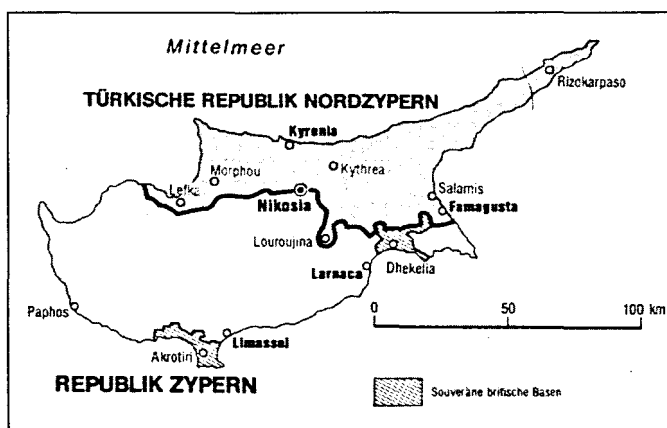 Mittelmeer
Rizokarpaso
TÜRKISCHE REPUBLIK NORDZYPERN
Kyrenia
Kythrea
Morphou
Lefka
Nikosia
Salamis
Famagusta
Louroujina
Dhekelia
Larnaca
Paphos
0 50 100 km
Limassol
Akrotiri
REPUBLIK ZYPERN
Souveräne britische Basen